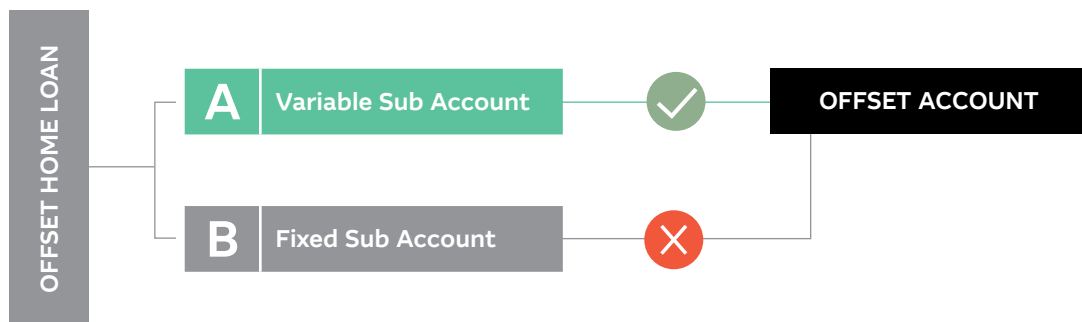 OFFSET HOME LOAN
A
Variable Sub Account
OFFSET ACCOUNT
B
Fixed Sub Account